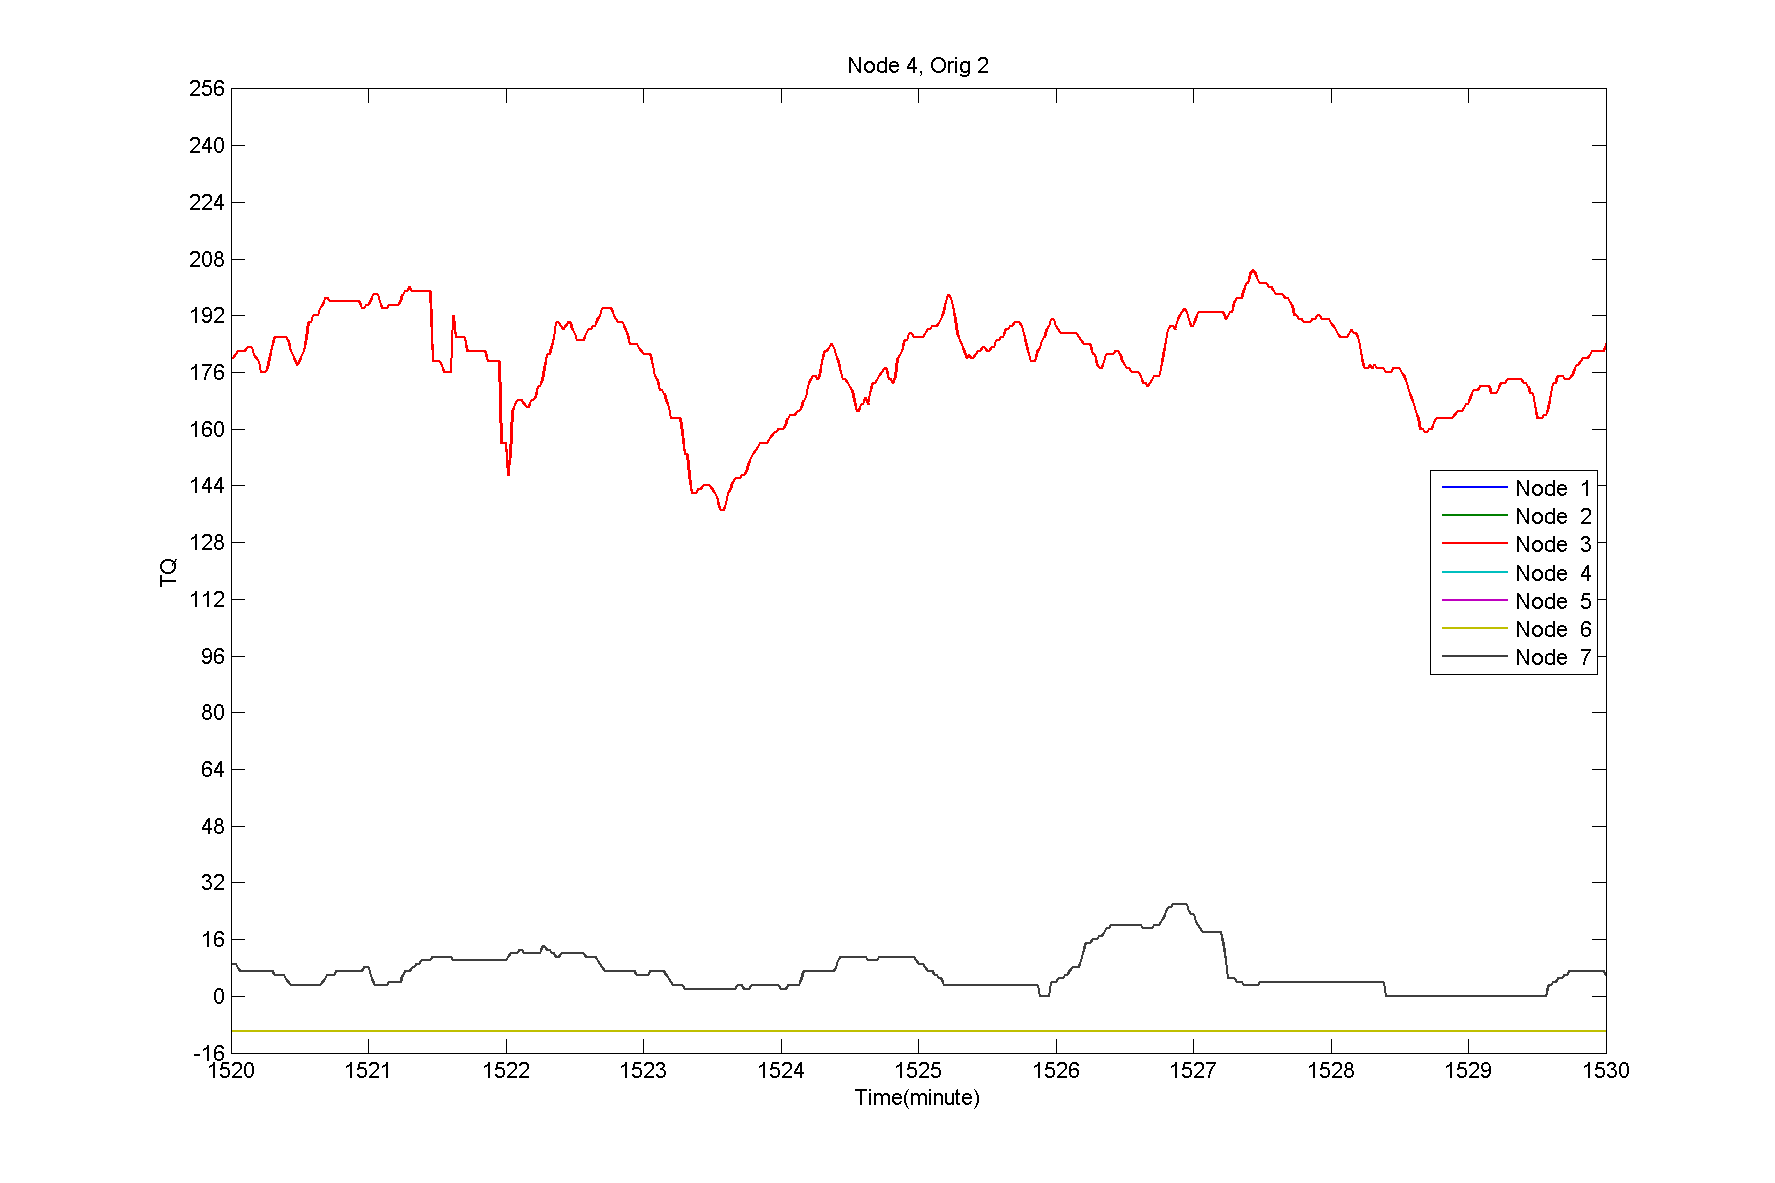 Node 4, Orig 2
256
240
224
208
192
176
160
144
128
112
96
80
64
48
32
16
0
-16
TQ
Node 1
Node 2
Node 3
Node 4
Node 5
Node 6
Node 7
1520 1521 1522 1523 1524 1525 1526 1527 1528 1529 1530
Time(minute)